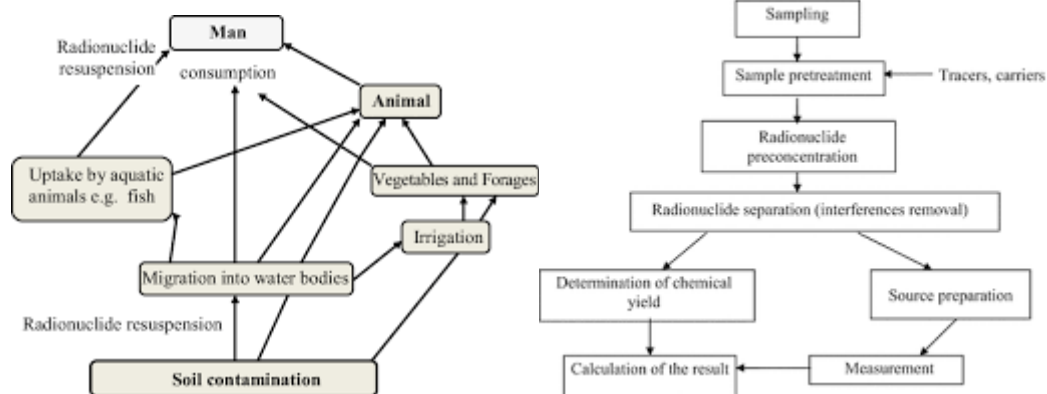 Man
Radionuclide
resuspension
consumption
Animal
Uptake by aquatic
animals e.g. fish
Vegetables and Forages
Irrigation
Migration into water bodies
Radionuclide resuspension
Soil contamination
Sampling
Sample pretreatment
Tracers, carriers
Radionuclide
preconcentration
Radionuclide separation (interferences removal)
Determination of chemical
yield
Source preparation
Calculation of the result
Measurement